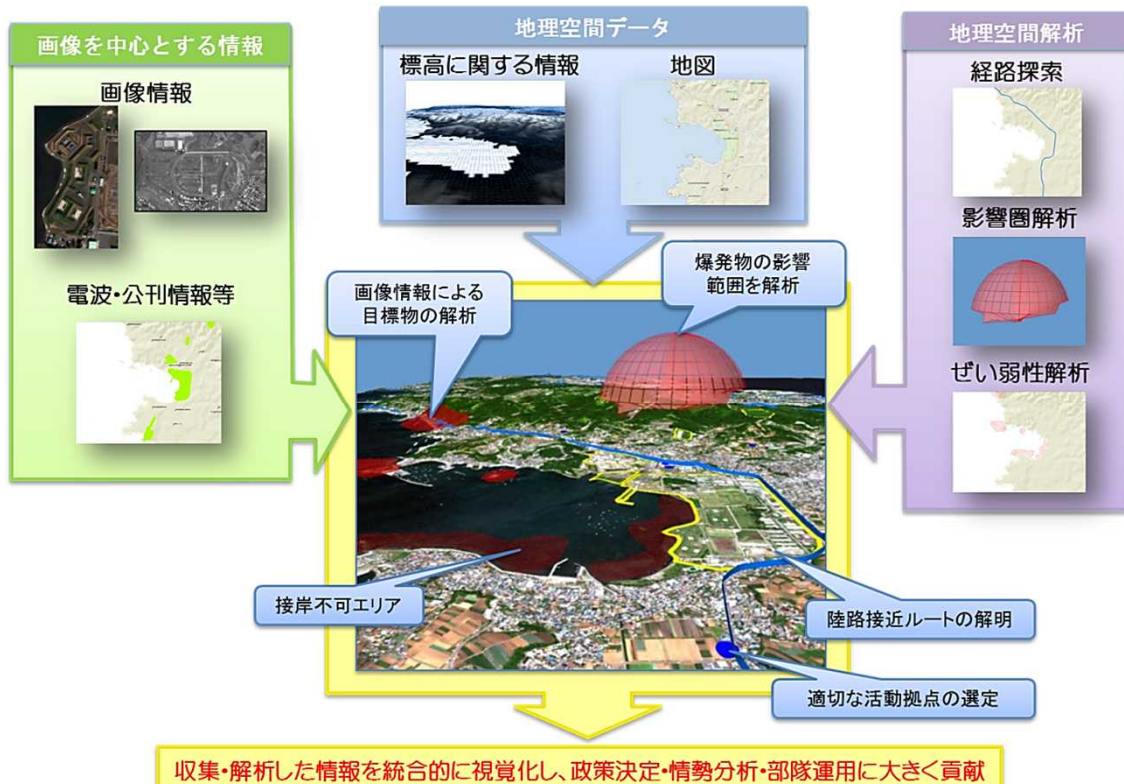 画像を中心とする情報
画像情報
電波・公刊情報等
地理空間データ
標高に関する情報
地図
地理空間解析
経路探索
影響圏解析
ぜい弱性解析
画像情報による
目標物の解析
爆発物の影響
範囲を解析
接岸不可エリア
陸路接近ルートの解明
適切な活動拠点の選定
収集・解析した情報を統合的に視覚化し、政策決定・情勢分析・部隊運用に大きく貢献